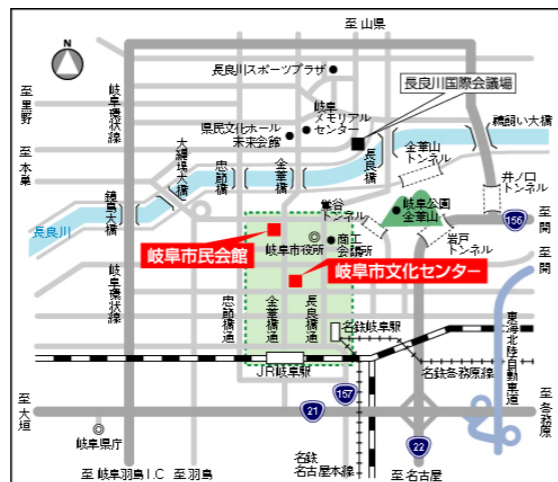 至山県
N
長良川スポーツプラザ
長良川国際会議場
至黒野
岐阜環状線
岐阜
メモリアル
センター
県民文化ホール
未来会館
鵜飼い大橋
大縄場大橋
忠節橋
金華橋
長良橋
金華山
トンネル
至本巣
鏡島大橋
井ノ口
トンネル
鶯谷
トンネル
岐阜公園
金華山
156
至関
長良川
岐阜市民会館
岐阜市役所
商工
会議所
岩戸
トンネル
至関
岐阜市文化センター
岐阜環状線
忠節橋通
金華橋通
長良橋通
名鉄岐阜駅
東海北陸自動車道
名鉄各務原線
JR岐阜駅
至大垣
157
21
至各務原
岐阜県庁
22
至岐阜羽島I.C
至羽島
名鉄
名古屋本線
至名古屋